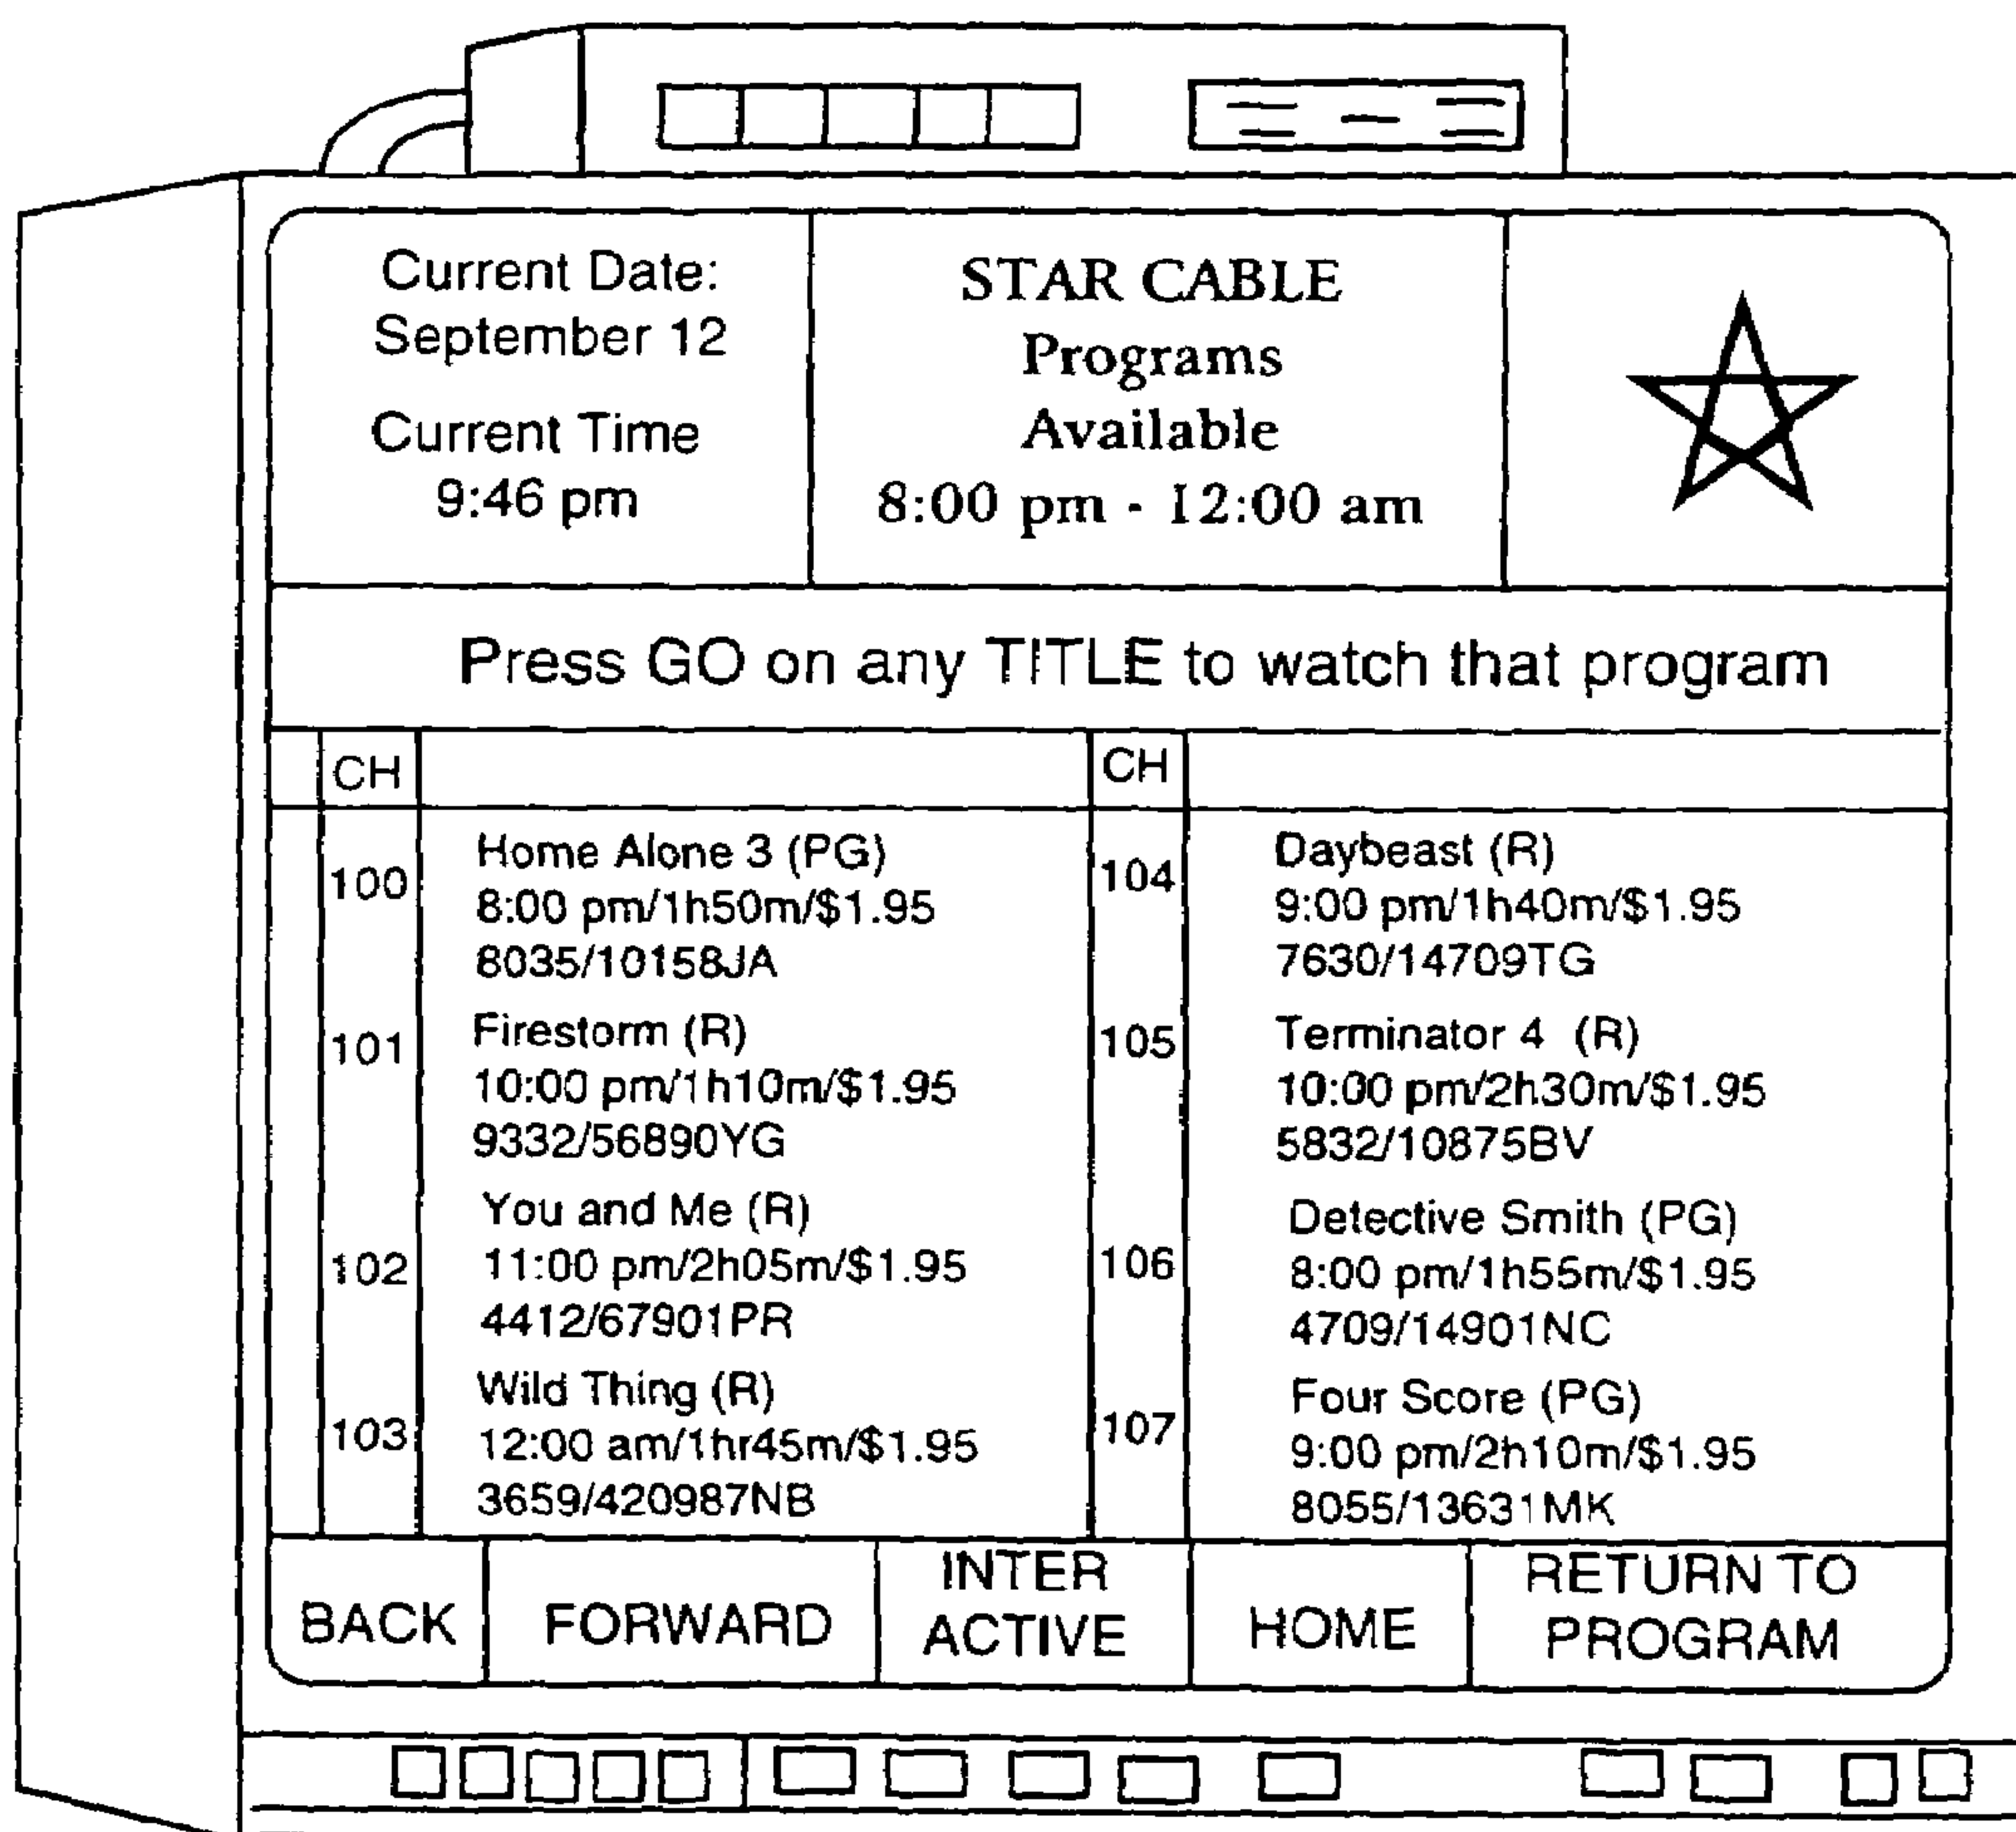 Current Date:
September 12
Current Time
9:46 pm
STAR CABLE
Programs
Available
8:00 pm - 12:00 am
Press GO on any TITLE to watch that program
CH
100
Home Alone 3 (PG)
8:00 pm/1h50m/$1.95
8035/10158JA
101
Firestorm (R)
10:00 pm/1h10m/$1.95
9332/56890YG
102
You and Me (R)
11:00 pm/2h05m/$1.95
4412/67901PR
103
Wild Thing (R)
12:00 am/1hr45m/$1.95
3659/420987NB
CH
104
Daybeast (R)
9:00 pm/1h40m/$1.95
7630/14709TG
105
Terminator 4 (R)
10:00 pm/2h30m/$1.95
5832/10875BV
106
Detective Smith (PG)
8:00 pm/1h55m/$1.95
4709/14901NC
107
Four Score (PG)
9:00 pm/2h10m/$1.95
8055/13631MK
BACK
FORWARD
INTER
ACTIVE
HOME
RETURN TO
PROGRAM